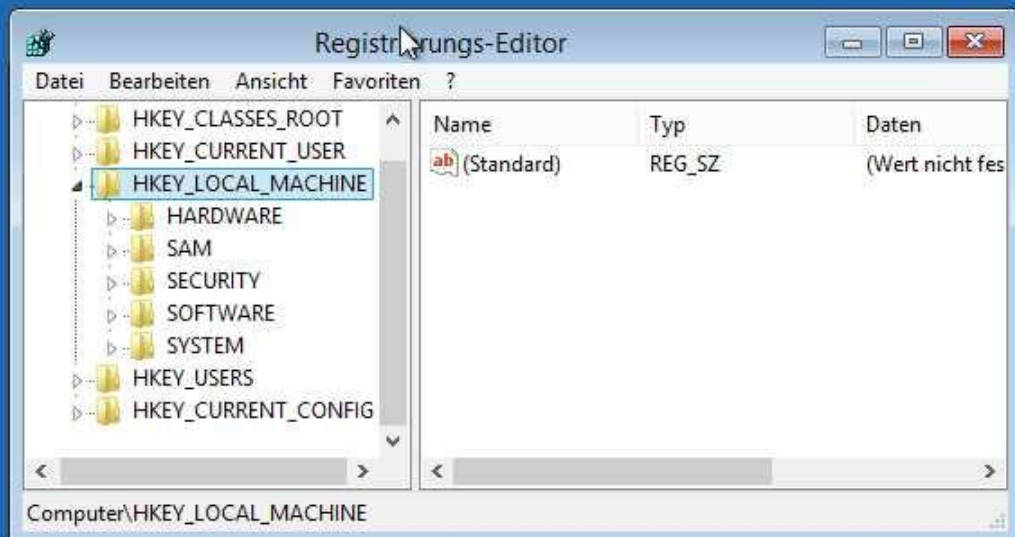 Registrierungs-Editor
Datei Bearbeiten Ansicht Favoriten ?
HKEY_CLASSES_ROOT
HKEY_CURRENT_USER
HKEY_LOCAL_MACHINE
HARDWARE
SAM
SECURITY
SOFTWARE
SYSTEM
HKEY_USERS
HKEY_CURRENT_CONFIG
Name Typ Daten
ab (Standard) REG_SZ (Wert nicht fes
Computer\HKEY_LOCAL_MACHINE